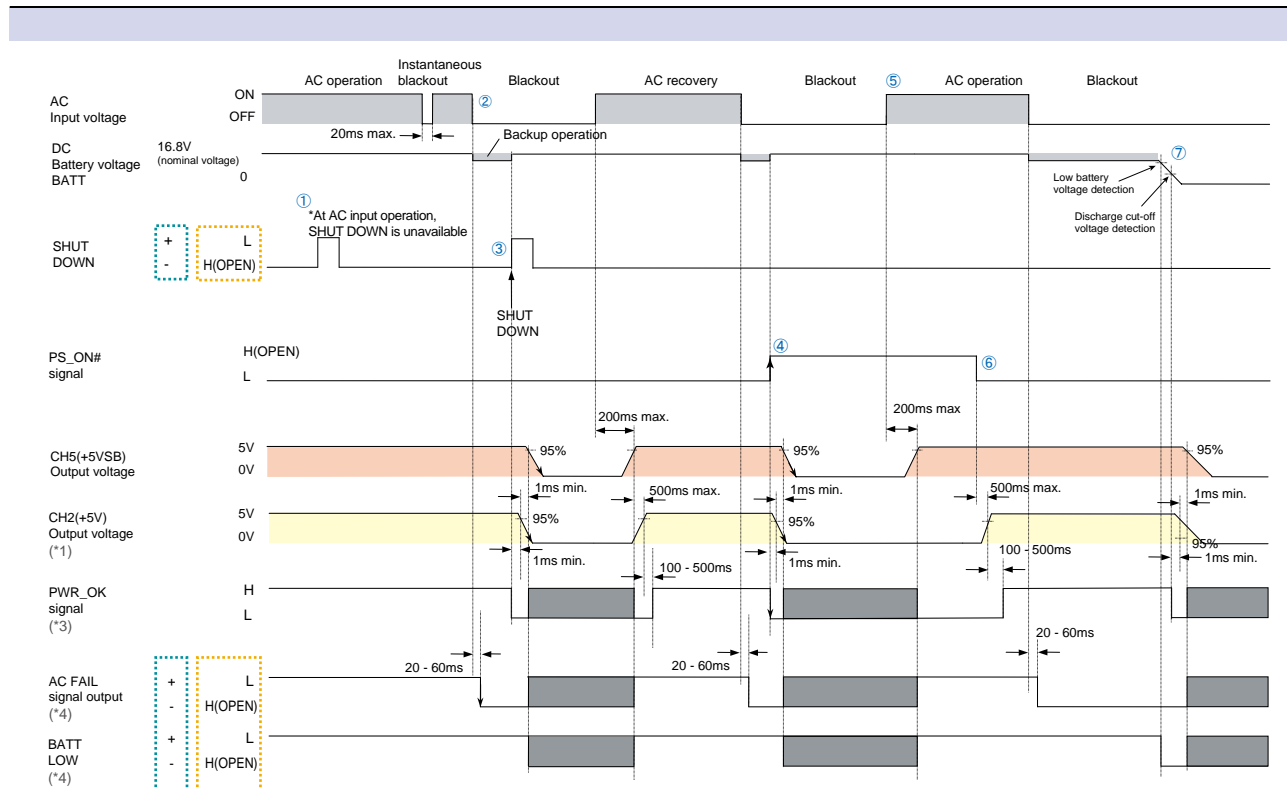 AC operation
Instantaneous
blackout
Blackout
AC recovery
Blackout
⑤
AC operation
Blackout
AC
Input voltage
ON
OFF
②
20ms max.
Backup operation
DC
Battery voltage
BATT
16.8V
(nominal voltage)
0
⑦
Low battery
voltage detection
Discharge cut-off
voltage detection
①
*At AC input operation,
SHUT DOWN is unavailable
SHUT
DOWN
+
-
L
H(OPEN)
③
SHUT
DOWN
PS_ON#
signal
H(OPEN)
L
④
⑥
200ms max.
200ms max
CH5(+5VSB)
Output voltage
5V
0V
95%
95%
95%
1ms min.
500ms max.
1ms min.
500ms max.
1ms min.
CH2(+5V)
Output voltage
(*1)
5V
0V
95%
95%
95%
1ms min.
100 - 500ms
1ms min.
100 - 500ms
1ms min.
PWR_OK
signal
(*3)
H
L
20 - 60ms
20 - 60ms
20 - 60ms
AC FAIL
signal output
(*4)
+
-
L
H(OPEN)
BATT
LOW
(*4)
+
-
L
H(OPEN)